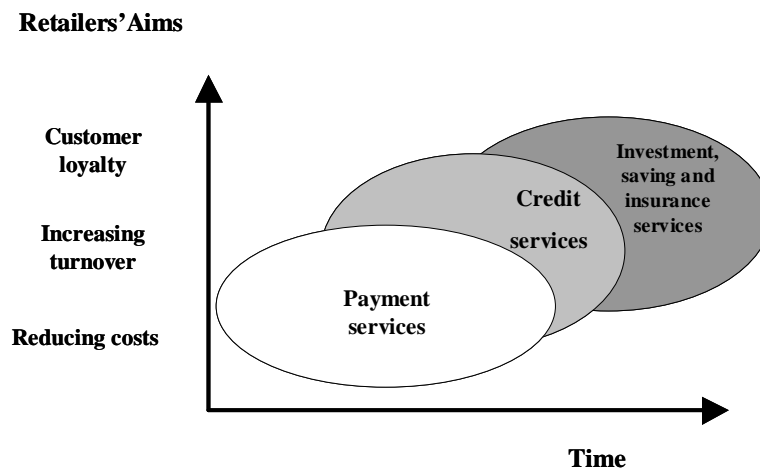 Retailers’Aims
Customer
loyalty
Increasing
turnover
Reducing costs
Investment,
saving and
insurance
services
Credit
services
Payment
services
Time